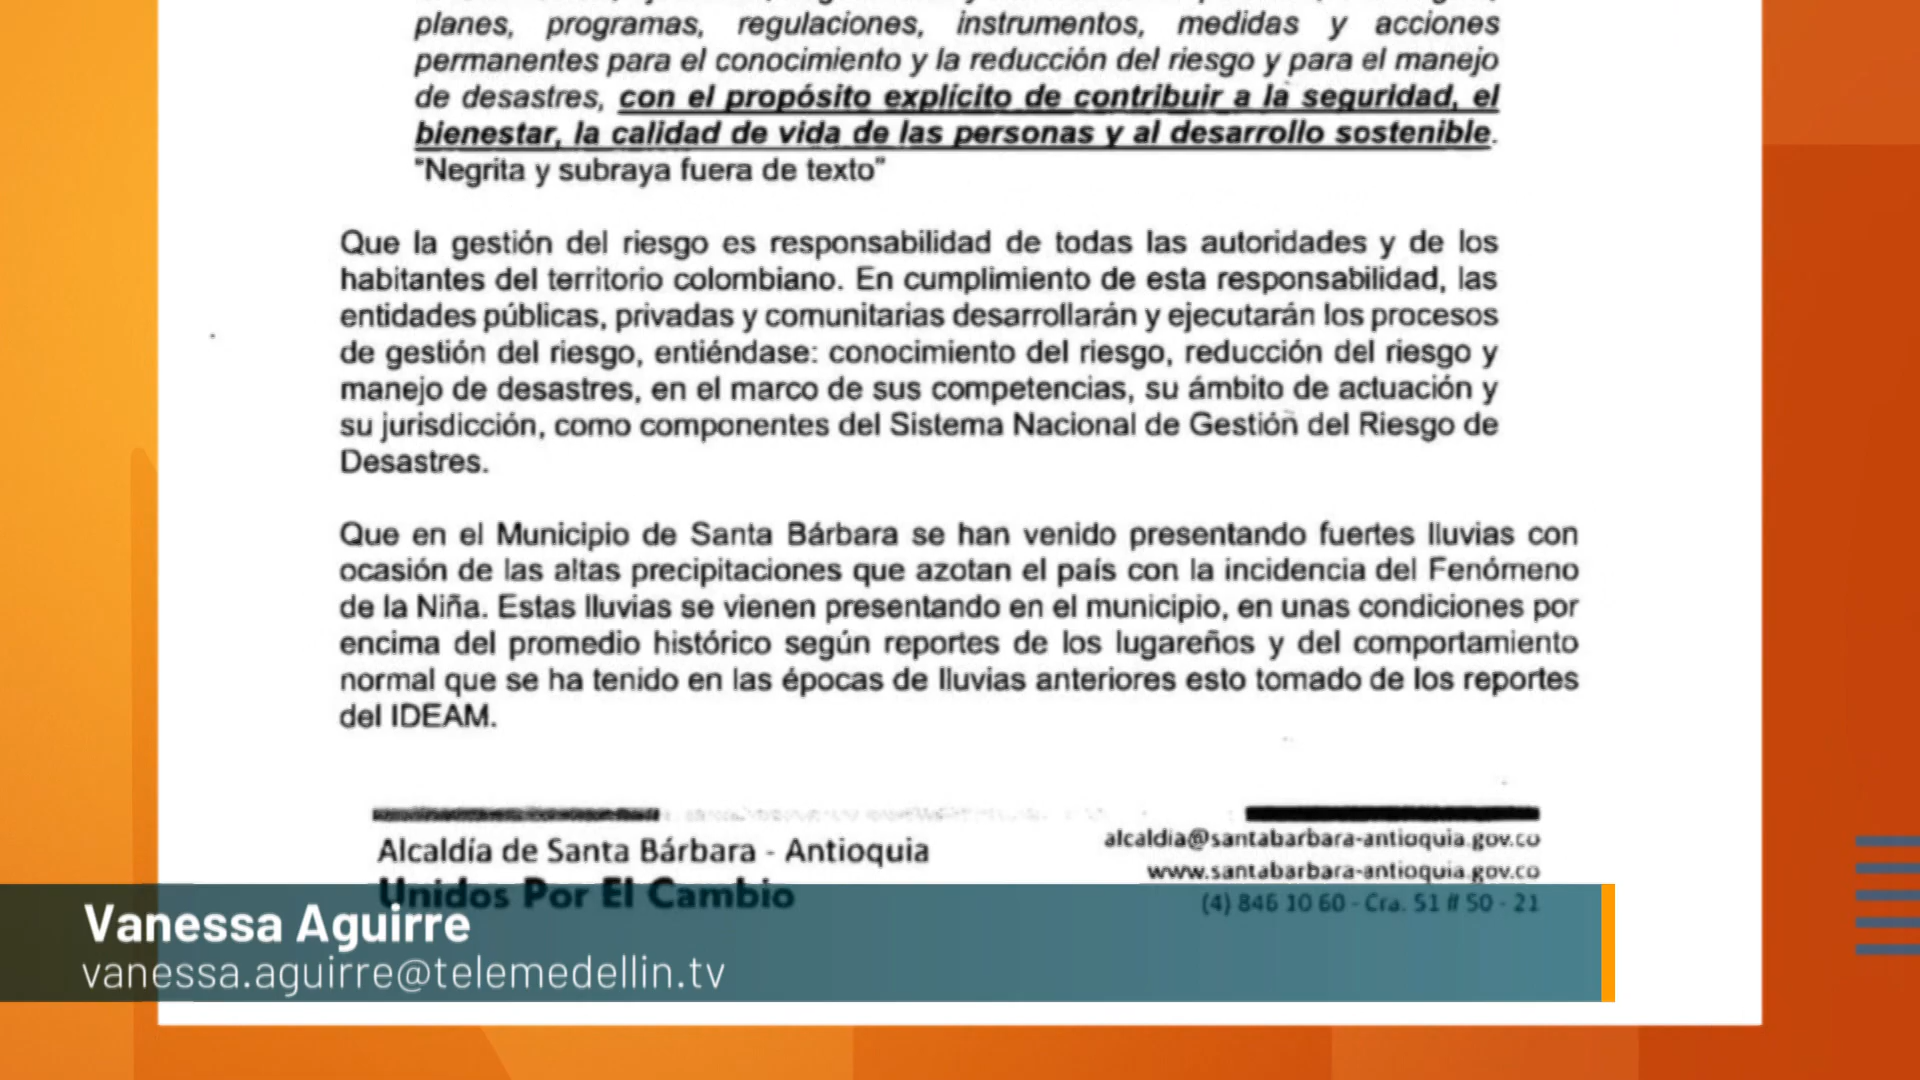 planes, programas, regulaciones, instrumentos, medidas y acciones
permanentes para el conocimiento y la reducción del riesgo y para el manejo
de desastres, con el propósito explícito de contribuir a la seguridad, el
bienestar, la calidad de vida de las personas y al desarrollo sostenible.
"Negrita y subraya fuera de texto"
Que la gestión del riesgo es responsabilidad de todas las autoridades y de los
habitantes del territorio colombiano. En cumplimiento de esta responsabilidad, las
entidades públicas, privadas y comunitarias desarrollarán y ejecutarán los procesos
de gestión del riesgo, entiéndase: conocimiento del riesgo, reducción del riesgo y
manejo de desastres, en el marco de sus competencias, su ámbito de actuación y
su jurisdicción, como componentes del Sistema Nacional de Gestión del Riesgo de
Desastres.
Que en el Municipio de Santa Bárbara se han venido presentando fuertes lluvias con
ocasión de las altas precipitaciones que azotan el país con la incidencia del Fenómeno
de la Niña. Estas lluvias se vienen presentando en el municipio, en unas condiciones por
encima del promedio histórico según reportes de los lugareños y del comportamiento
normal que se ha tenido en las épocas de lluvias anteriores esto tomado de los reportes
del IDEAM.
Alcaldía de Santa Bárbara - Antioquia
Unidos Por El Cambio
alcaldia@santabarbara-antioquia.gov.co
www.santabarbara-antioquia.gov.co
(4) 846 10 60 - Cra. 51 # 50 - 21
Vanessa Aguirre
vanessa.aguirre@telemedellin.tv